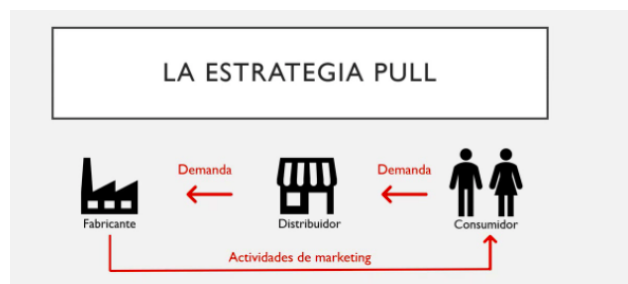 LA ESTRATEGIA PULL
Demanda
Demanda
Fabricante
Distribuidor
Consumidor
Actividades de marketing